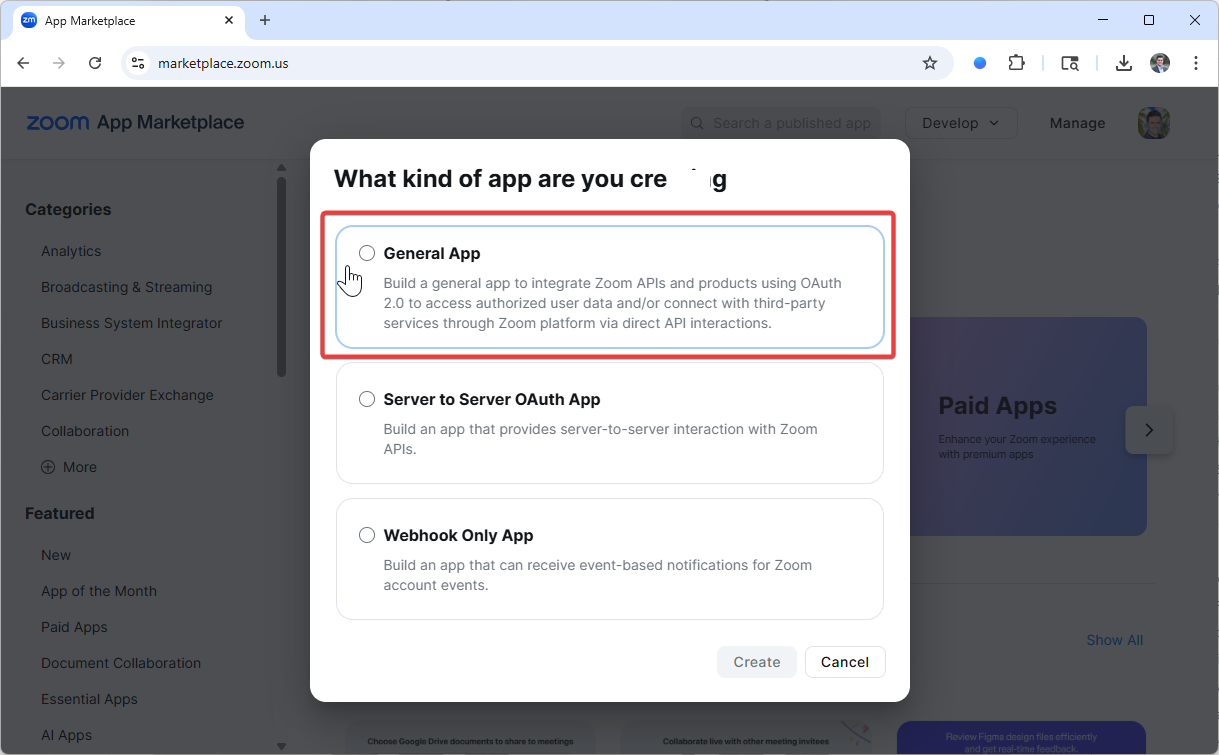 zm App Marketplace
marketplace.zoom.us
zoom App Marketplace
Search a published app
Develop
Manage
Categories
Analytics
Broadcasting & Streaming
Business System Integrator
CRM
Carrier Provider Exchange
Collaboration
More
Featured
New
App of the Month
Paid Apps
Document Collaboration
Essential Apps
AI Apps
What kind of app are you
General App
Build a general app to integrate Zoom APIs and products using OAuth
2.0 to access authorized user data and/or connect with third-party
services through Zoom platform via direct API interactions.
Server to Server OAuth App
Build an app that provides server-to-server interaction with Zoom
APIs.
Webhook Only App
Build an app that can receive event-based notifications for Zoom
account events.
Create
Cancel
Paid Apps
Enhance your Zoom experience
with premium apps
Show All
Choose Google Drive documents to share to meetings
Collaborate live with other meeting invitees
Review Figma design files efficiently
and get real-time feedback.